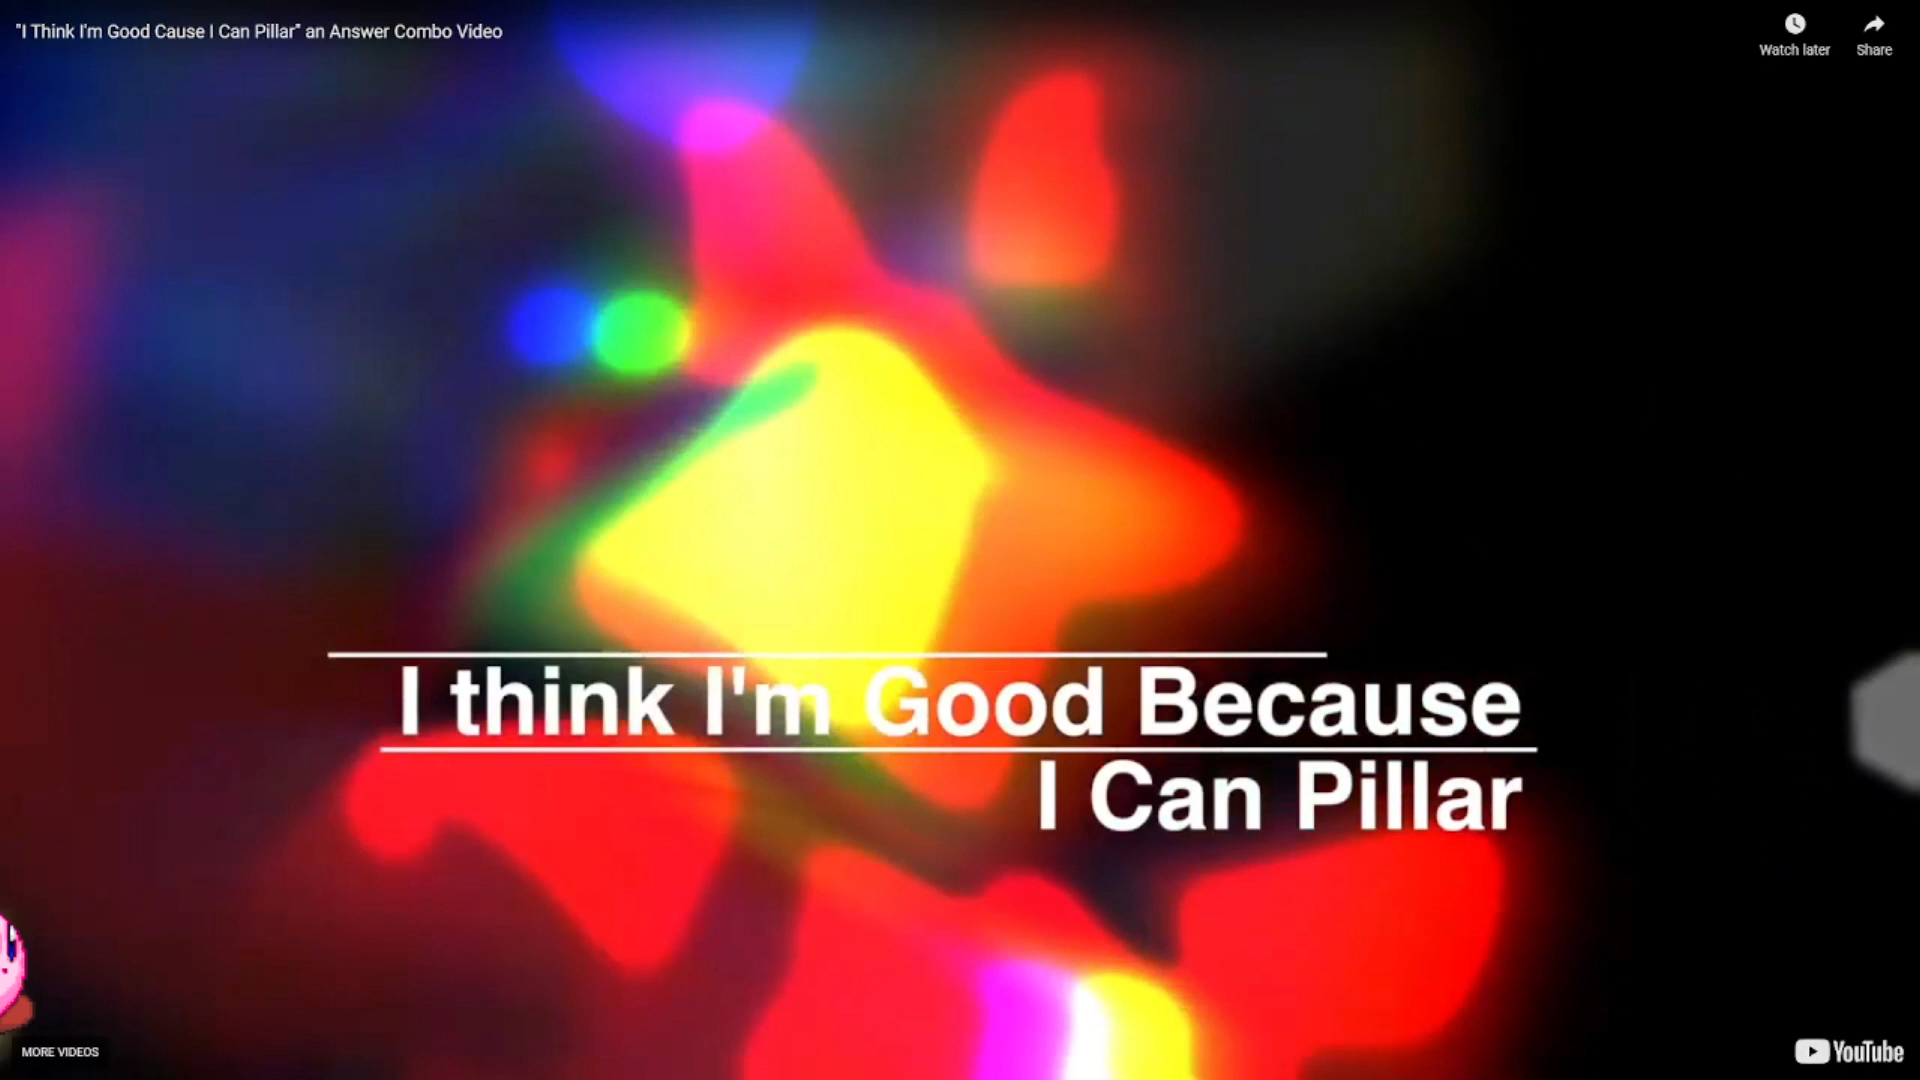 "I Think I'm Good Cause I Can Pillar" an Answer Combo Video
Watch later
Share
I think I'm Good Because
I Can Pillar
MORE VIDEOS
YouTube